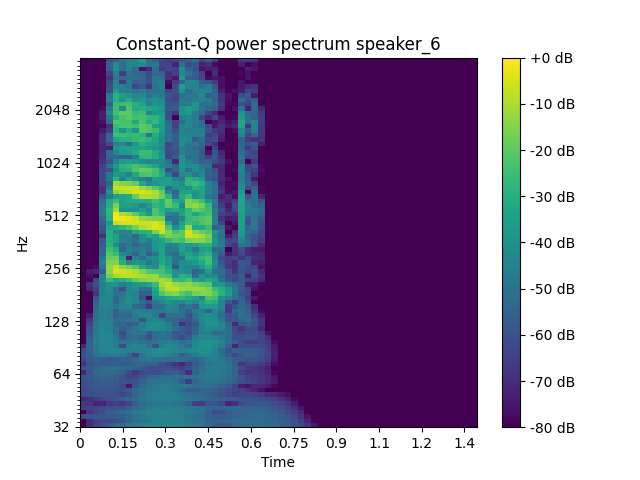 Constant-Q power spectrum speaker_6
Hz
2048
1024
512
256
128
64
32
0 0.15 0.3 0.45 0.6 0.75 0.9 1.1 1.2 1.4
Time
+0 dB
-10 dB
-20 dB
-30 dB
-40 dB
-50 dB
-60 dB
-70 dB
-80 dB